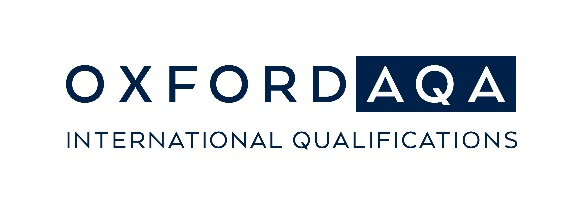 OXFORD AQA
INTERNATIONAL QUALIFICATIONS